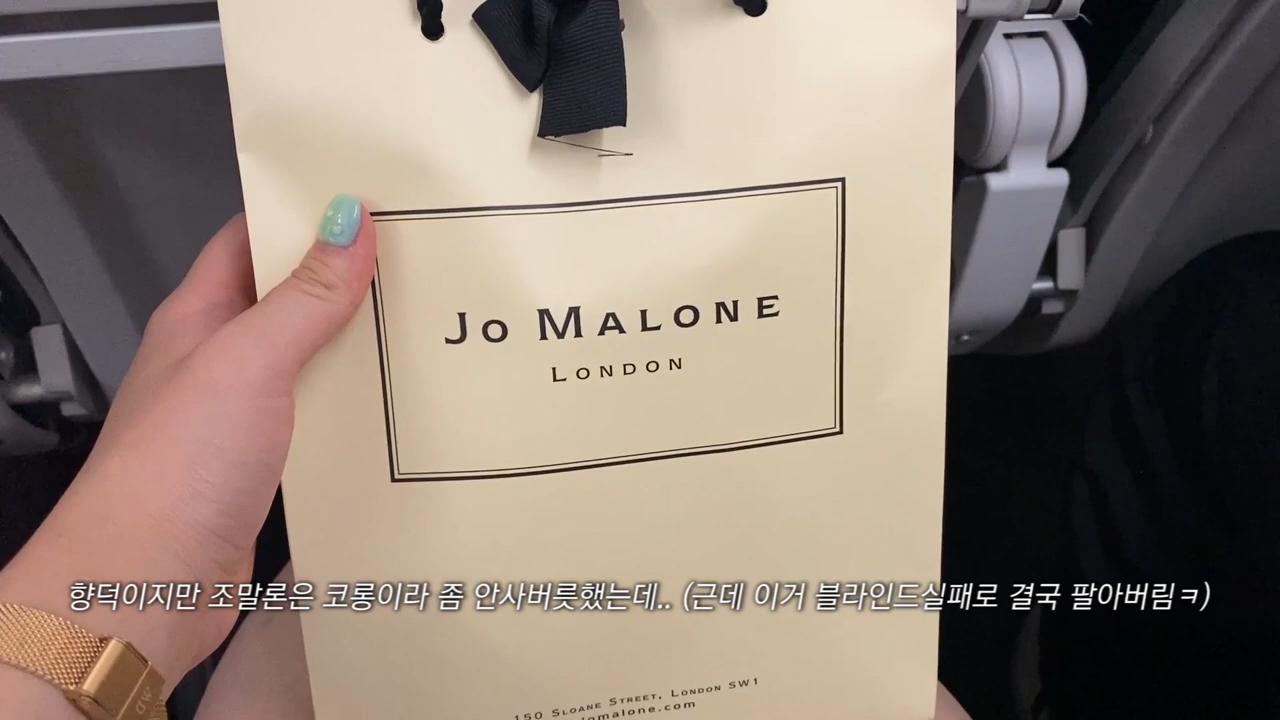 JO MALONE
LONDON
향덕이지만 조말론은 코롱이라 좀 안사버릇했는데.. (근데 이거 블라인드실패로 결국 팔아버림ㅋ)
150 SLOANE STREET, LONDON SW1
jomalone.com
DW